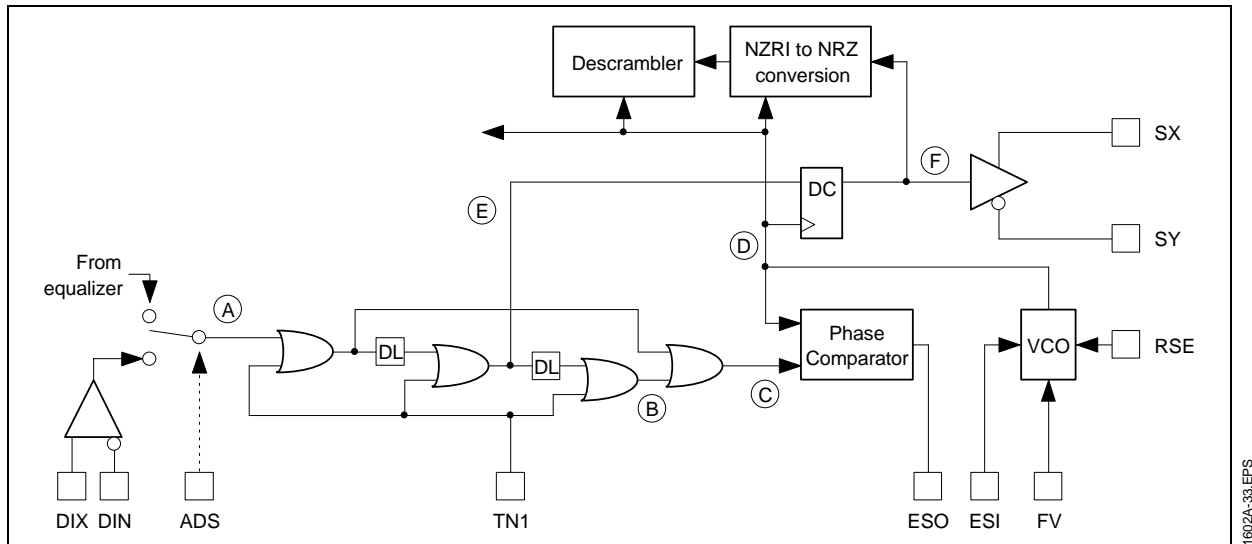 Descrambler
NZRI to NRZ
conversion
SX
F
DC
E
D
SY
From
equalizer
A
DL
DL
B
C
Phase
Comparator
VCO
RSE
DIX
DIN
ADS
TN1
ESO
ESI
FV
1602A-33.EPS